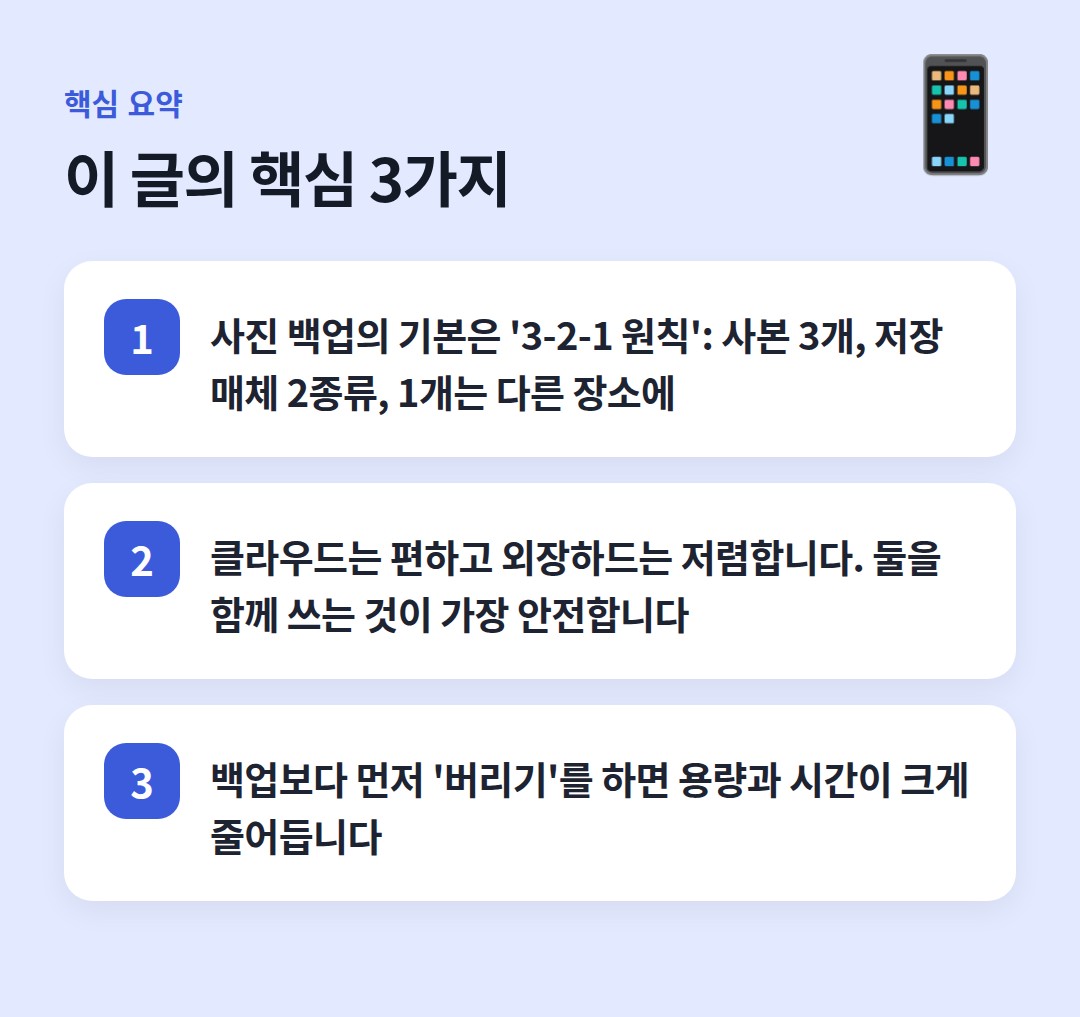 핵심 요약
이 글의 핵심 3가지
1
사진 백업의 기본은 '3-2-1 원칙': 사본 3개, 저장
매체 2종류, 1개는 다른 장소에
2
클라우드는 편하고 외장하드는 저렴합니다. 둘을
함께 쓰는 것이 가장 안전합니다
3
백업보다 먼저 '버리기'를 하면 용량과 시간이 크게
줄어듭니다